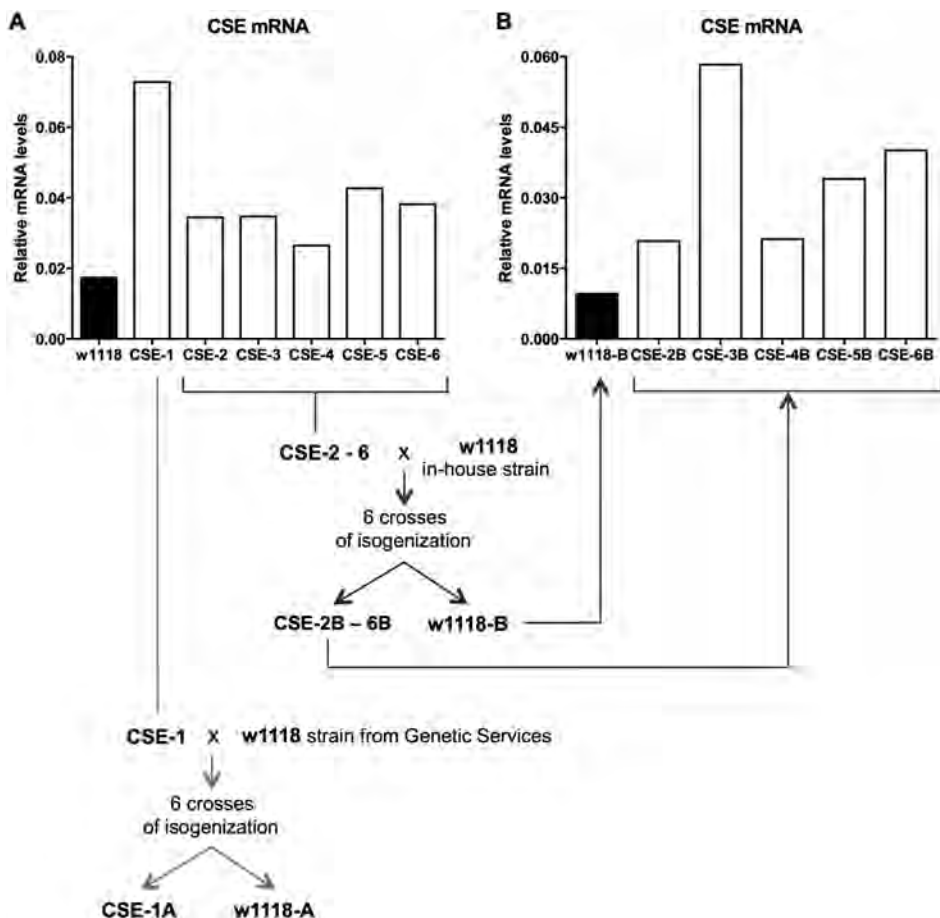 A
CSE mRNA
Relative mRNA levels
0.08
0.06
0.04
0.02
0.00
w1118 CSE-1 CSE-2 CSE-3 CSE-4 CSE-5 CSE-6
B
CSE mRNA
Relative mRNA levels
0.060
0.045
0.030
0.015
0.000
w1118-B CSE-2B CSE-3B CSE-4B CSE-5B CSE-6B
CSE-2 - 6 X w1118
in-house strain
6 crosses
of isogenization
CSE-2B – 6B w1118-B
CSE-1 X w1118 strain from Genetic Services
6 crosses
of isogenization
CSE-1A w1118-A